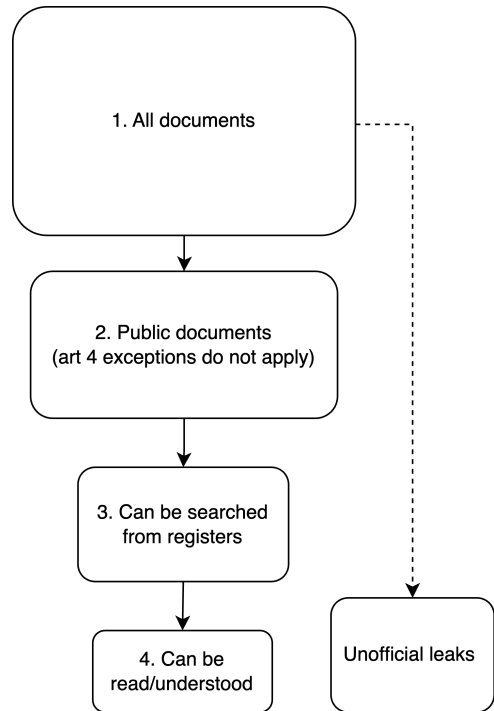 1. All documents
2. Public documents
(art 4 exceptions do not apply)
3. Can be searched
from registers
4. Can be
read/understood
Unofficial leaks